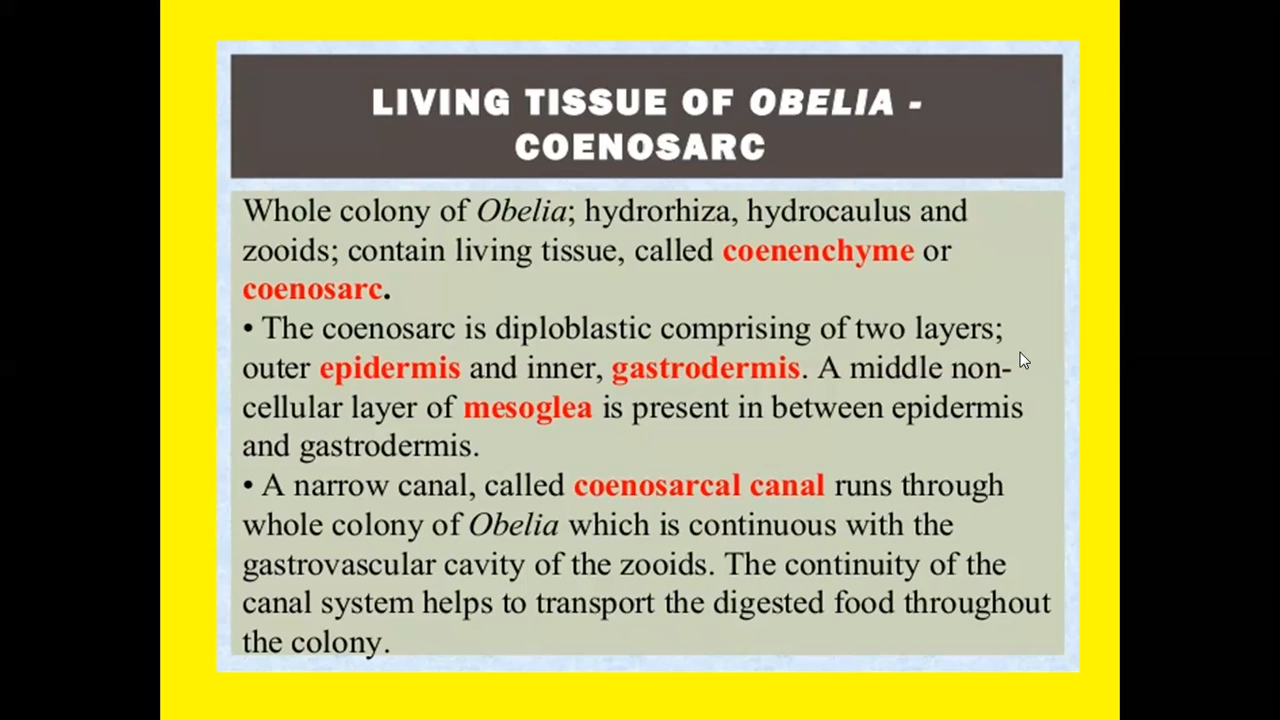 LIVING TISSUE OF OBELIA -
COENOSARC
Whole colony of Obelia; hydrorhiza, hydrocaulus and
zooids; contain living tissue, called coenenchyme or
coenosarc.
• The coenosarc is diploblastic comprising of two layers;
outer epidermis and inner, gastrodermis. A middle non-
cellular layer of mesoglea is present in between epidermis
and gastrodermis.
• A narrow canal, called coenosarcal canal runs through
whole colony of Obelia which is continuous with the
gastrovascular cavity of the zooids. The continuity of the
canal system helps to transport the digested food throughout
the colony.